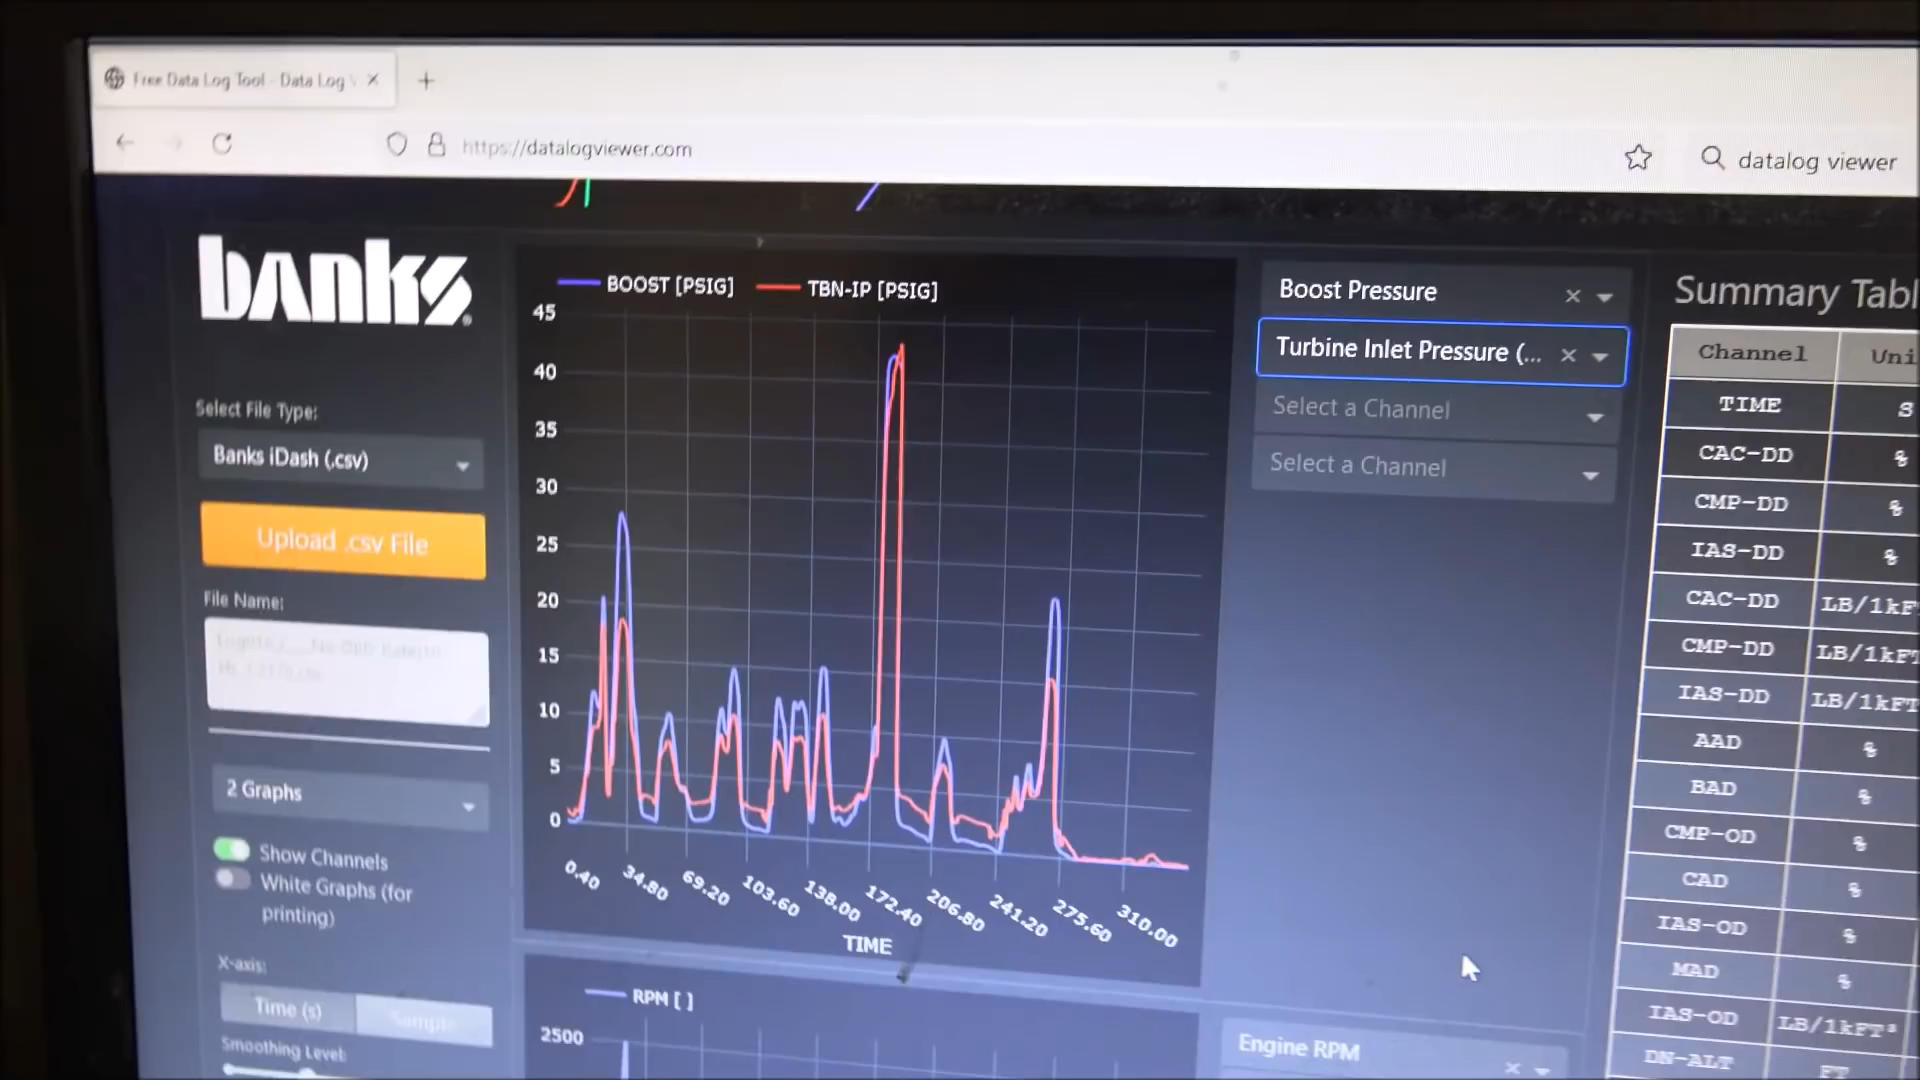 Free Data Log Tool - Data Log
https://datalogviewer.com
datalog viewer
banks
Select File Type:
Banks iDash (.csv)
Upload .csv File
File Name:
2 Graphs
Show Channels
White Graphs (for
printing)
X-axis:
Time (s)
Sample
Smoothing Level:
BOOST [PSIG]
TBN-IP [PSIG]
45
40
35
30
25
20
15
10
5
0
0.40
34.80
69.20
103.60
138.00
172.40
206.80
241.20
275.60
310.00
TIME
RPM [ ]
2500
Boost Pressure
Turbine Inlet Pressure (...
Select a Channel
Select a Channel
Engine RPM
Summary Tabl
Channel Uni
TIME S
CAC-DD %
CMP-DD %
IAS-DD %
CAC-DD LB/1kF
CMP-DD LB/1kFT
IAS-DD LB/1kFT
AAD %
BAD %
CMP-OD %
CAD %
IAS-OD %
MAD %
IAS-OD LB/1kFT³
DN-ALT FT